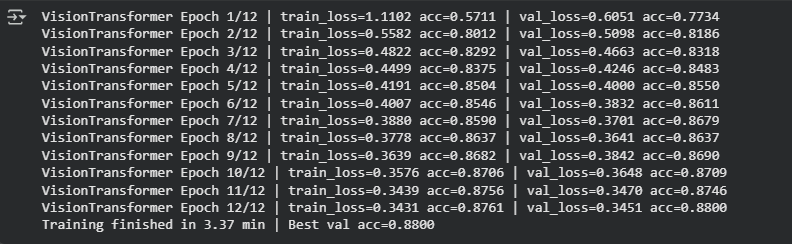 VisionTransformer Epoch 1/12 | train_loss=1.1102 acc=0.5711 | val_loss=0.6051 acc=0.7734
VisionTransformer Epoch 2/12 | train_loss=0.5582 acc=0.8012 | val_loss=0.5098 acc=0.8186
VisionTransformer Epoch 3/12 | train_loss=0.4822 acc=0.8292 | val_loss=0.4663 acc=0.8318
VisionTransformer Epoch 4/12 | train_loss=0.4499 acc=0.8375 | val_loss=0.4246 acc=0.8483
VisionTransformer Epoch 5/12 | train_loss=0.4191 acc=0.8504 | val_loss=0.4000 acc=0.8550
VisionTransformer Epoch 6/12 | train_loss=0.4007 acc=0.8546 | val_loss=0.3832 acc=0.8611
VisionTransformer Epoch 7/12 | train_loss=0.3880 acc=0.8590 | val_loss=0.3701 acc=0.8679
VisionTransformer Epoch 8/12 | train_loss=0.3778 acc=0.8637 | val_loss=0.3641 acc=0.8637
VisionTransformer Epoch 9/12 | train_loss=0.3639 acc=0.8682 | val_loss=0.3842 acc=0.8690
VisionTransformer Epoch 10/12 | train_loss=0.3576 acc=0.8706 | val_loss=0.3648 acc=0.8709
VisionTransformer Epoch 11/12 | train_loss=0.3439 acc=0.8756 | val_loss=0.3470 acc=0.8746
VisionTransformer Epoch 12/12 | train_loss=0.3431 acc=0.8761 | val_loss=0.3451 acc=0.8800
Training finished in 3.37 min | Best val acc=0.8800